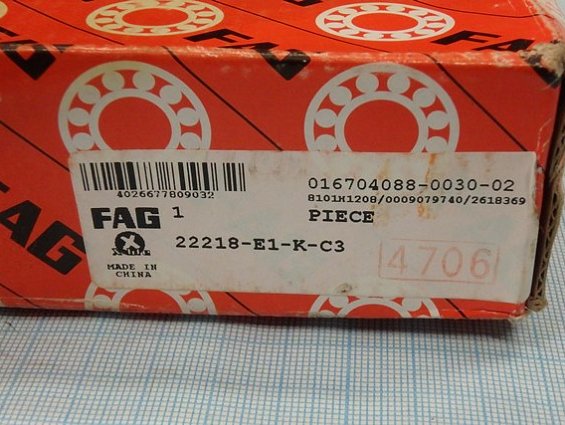 FAG
FAG
FAG
4026677809032
016704088-0030-02
8101H1208/0009079740/2618369
FAG 1
PIECE
X-life
22218-E1-K-C3
MADE IN
CHINA
4706